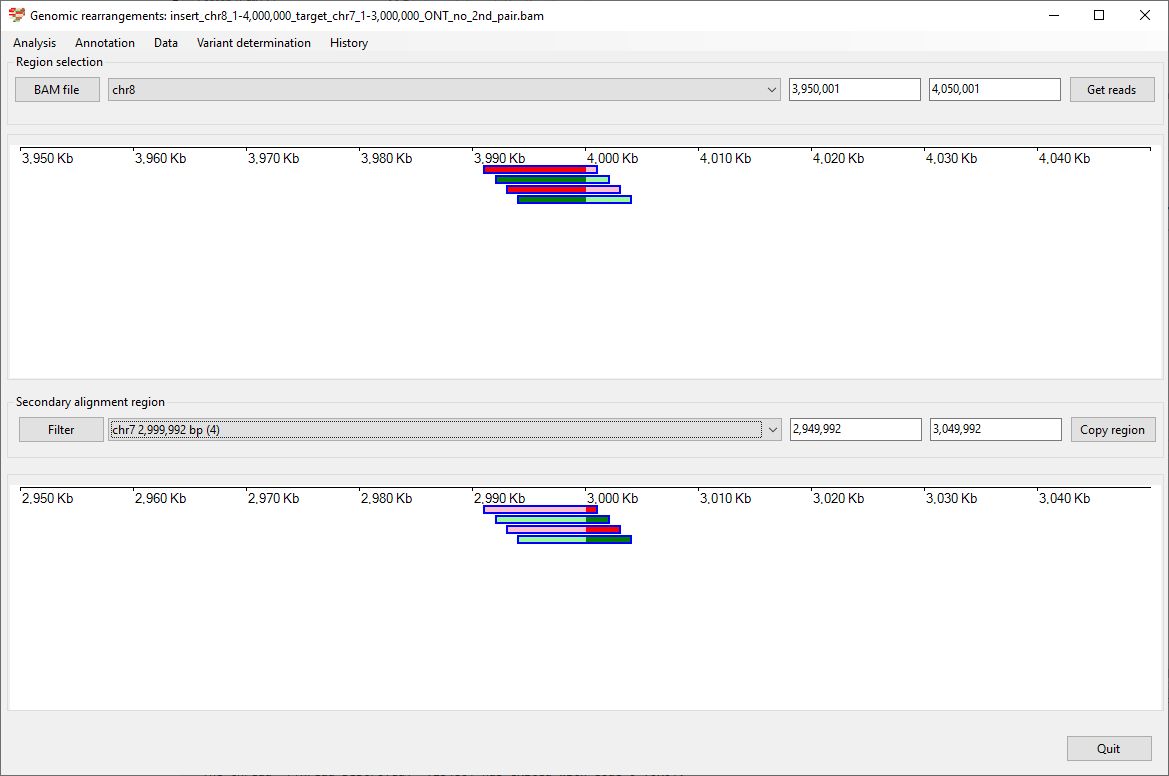 Genomic rearrangements: insert_chr8_1-4,000,000_target_chr7_1-3,000,000_ONT_no_2nd_pair.bam
Analysis Annotation Data Variant determination History
Region selection
BAM file chr8 3,950,001 4,050,001 Get reads
3,950 Kb 3,960 Kb 3,970 Kb 3,980 Kb 3,990 Kb 4,000 Kb 4,010 Kb 4,020 Kb 4,030 Kb 4,040 Kb
Secondary alignment region
Filter chr7 2,999,992 bp (4) 2,949,992 3,049,992 Copy region
2,950 Kb 2,960 Kb 2,970 Kb 2,980 Kb 2,990 Kb 3,000 Kb 3,010 Kb 3,020 Kb 3,030 Kb 3,040 Kb
Quit